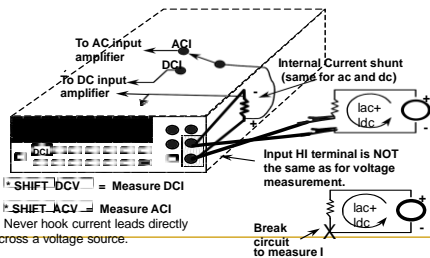 To AC input
amplifier
ACI
DCI
To DC input
amplifier
Internal Current shunt
(same for ac and dc)
-
+
Iac+
Idc
+
-
DCI
Input HI terminal is NOT
the same as for voltage
measurement.
* SHIFT DCV = Measure DCI
* SHIFT ACV = Measure ACI
Never hook current leads directly
cross a voltage source.
Iac+
Idc
+
-
X
Break
circuit
to measure I